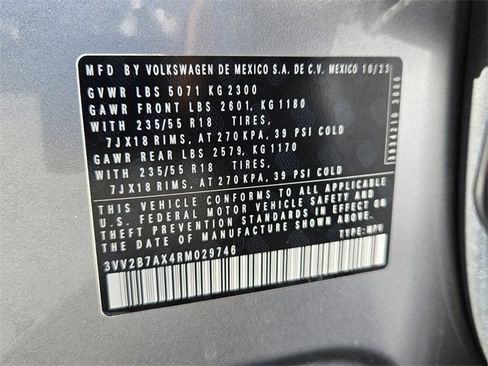 MFD BY VOLKSWAGEN DE MEXICO S.A. DE C.V. MEXICO 10/23
GVWR LBS 5071 KG 2300
GAWR FRONT LBS 2601, KG 1180
WITH 235/55 R18 TIRES,
7JX18 RIMS, AT 270 KPA, 39 PSI COLD
GAWR REAR LBS 2579, KG 1170
WITH 235/55 R18 TIRES,
7JX18 RIMS, AT 270 KPA, 39 PSI COLD
THIS VEHICLE CONFORMS TO ALL APPLICABLE
U.S. FEDERAL MOTOR VEHICLE SAFETY AND
THEFT PREVENTION STANDARDS IN EFFECT ON THE
DATE OF MANUFACTURE SHOWN ABOVE.
3VV2B7AX4RM029746 TYPE: MPV